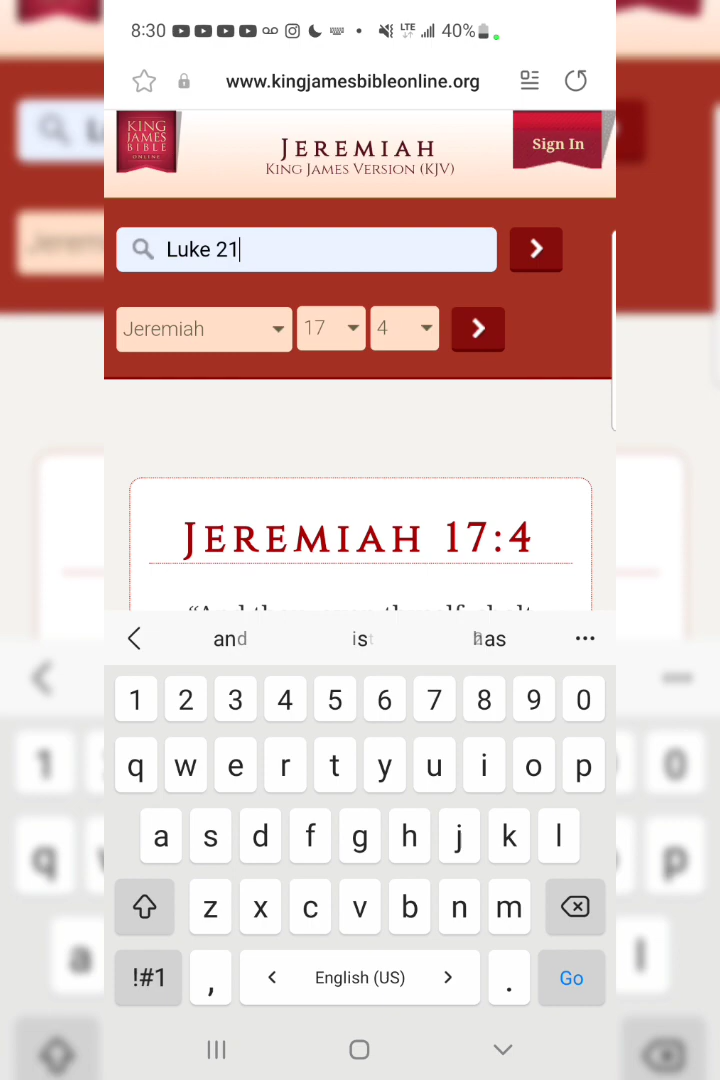 8:30 LTE 40%
www.kingjamesbibleonline.org
KING
JAMES
BIBLE
ONLINE
JEREMIAH
KING JAMES VERSION (KJV)
Sign In
Luke 21
Jeremiah 17 4
JEREMIAH 17:4
and is has
1 2 3 4 5 6 7 8 9 0
q w e r t y u i o p
a s d f g h j k l
z x c v b n m
!#1 , < English (US) > . Go